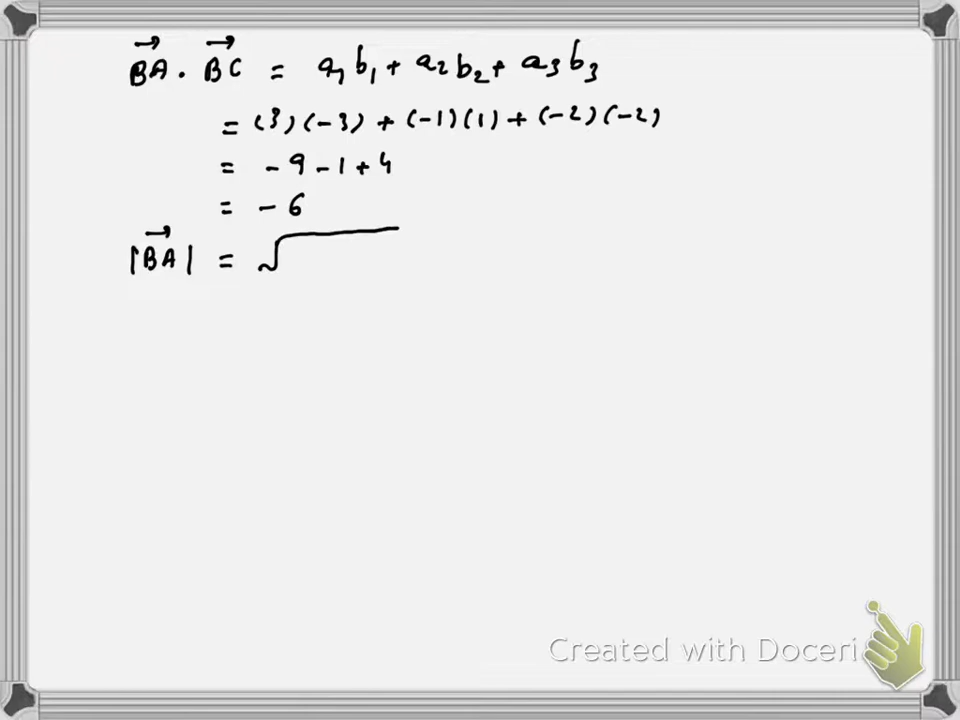 BA⃗ . BC⃗ = a₁b₁ + a₂b₂ + a₃b₃
= (3)(-3) + (-1)(1) + (-2)(-2)
= -9 -1 + 4
= -6
|BA⃗| = √
Created with Doceri